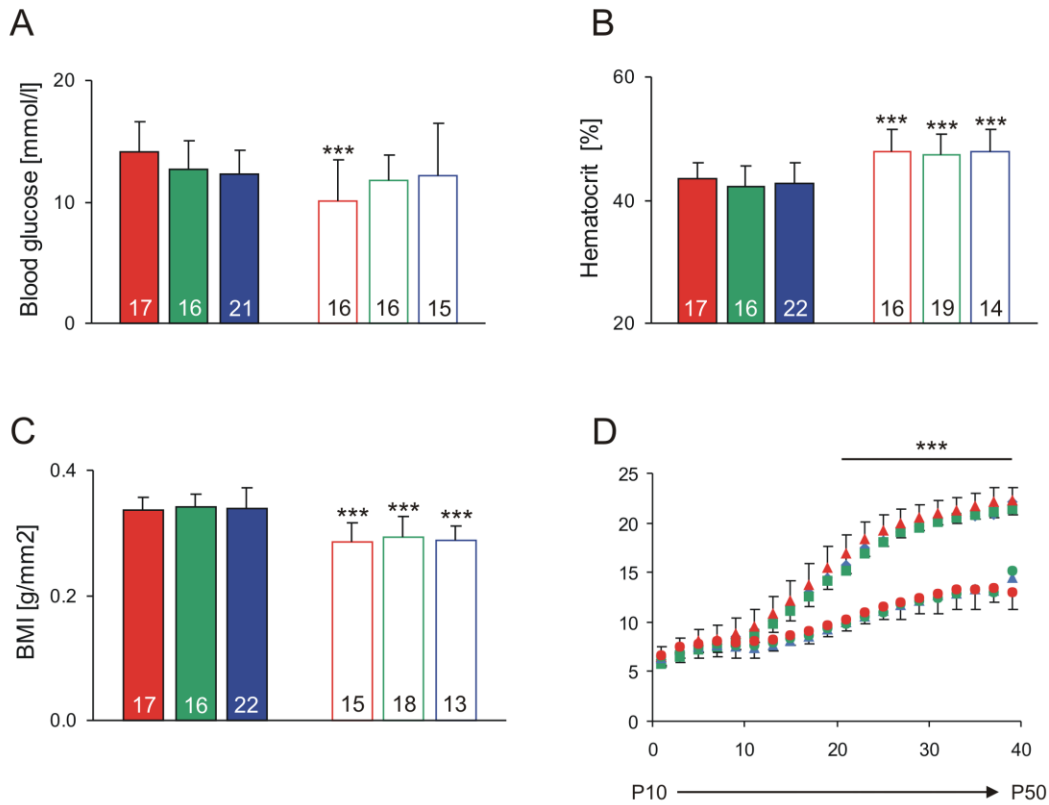 A
Blood glucose [mmol/l]
20
10
0
***
17 16 21 16 16 15
B
Hematocrit [%]
60
40
20
*** *** ***
17 16 22 16 19 14
C
BMI [g/mm2]
0.4
0.2
0.0
*** *** ***
17 16 22 15 18 13
D
***
25
20
15
10
5
0
0 10 20 30 40
P10 P50